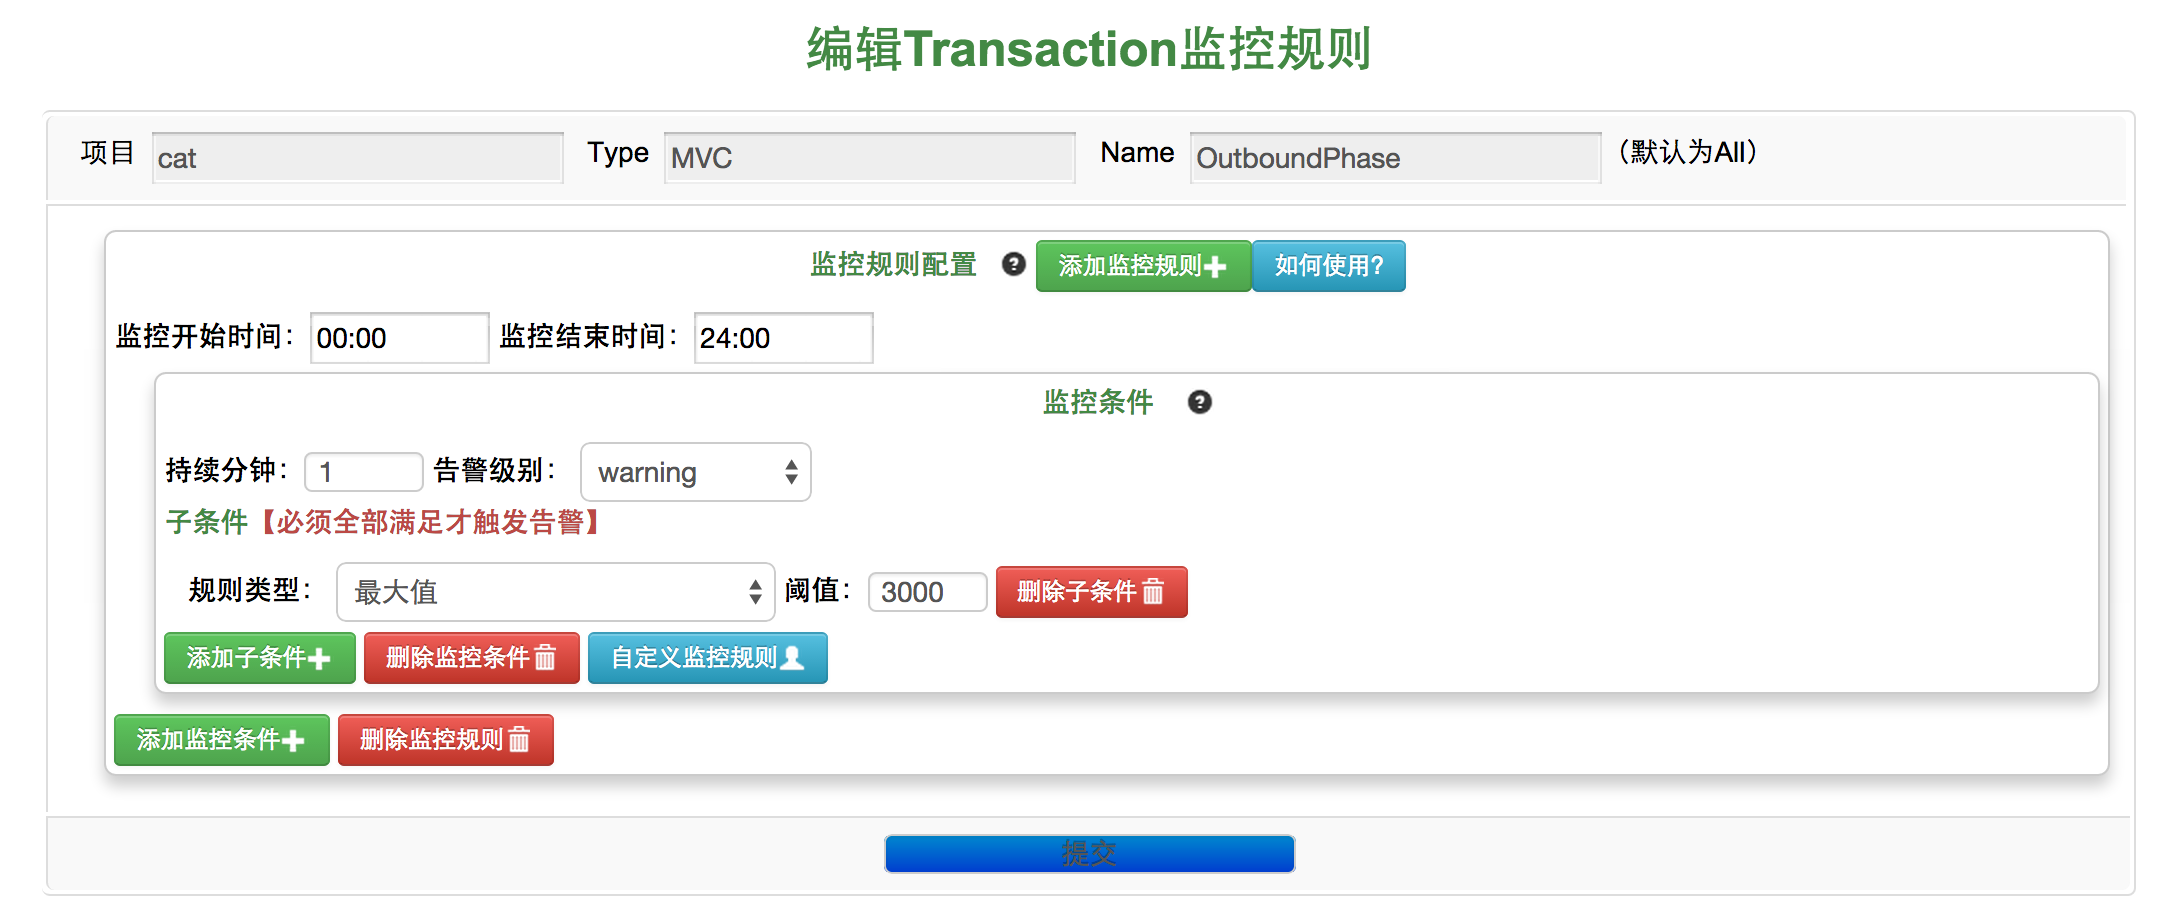 编辑Transaction监控规则
项目 cat Type MVC Name OutboundPhase （默认为All）
监控规则配置 ? 添加监控规则 如何使用?
监控开始时间： 00:00 监控结束时间： 24:00
监控条件 ?
持续分钟： 1 告警级别： warning
子条件【必须全部满足才触发告警】
规则类型： 最大值 阈值： 3000 删除子条件
添加子条件 删除监控条件 自定义监控规则
添加监控条件 删除监控规则
提交